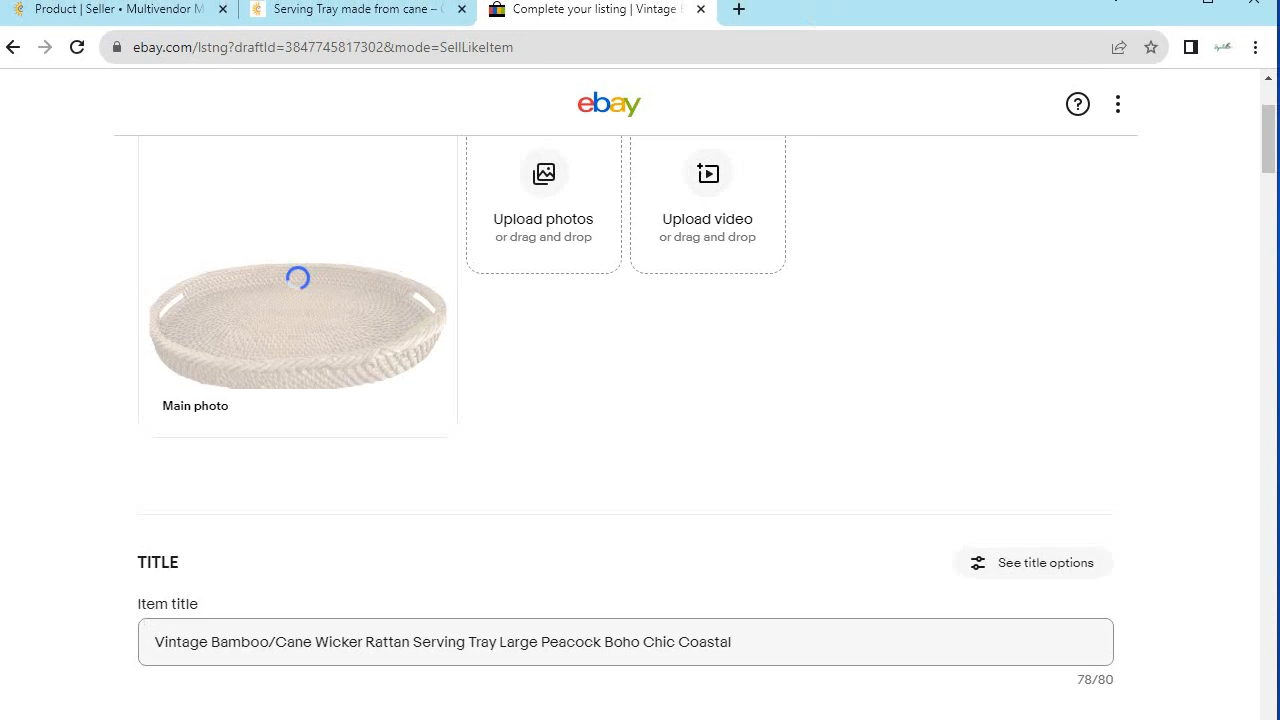 Product | Seller • Multivendor M
Serving Tray made from cane –
Complete your listing | Vintage
ebay.com/lstng?draftId=3847745817302&mode=SellLikeItem
ebay
Upload photos
or drag and drop
Upload video
or drag and drop
Main photo
TITLE
See title options
Item title
Vintage Bamboo/Cane Wicker Rattan Serving Tray Large Peacock Boho Chic Coastal
78/80